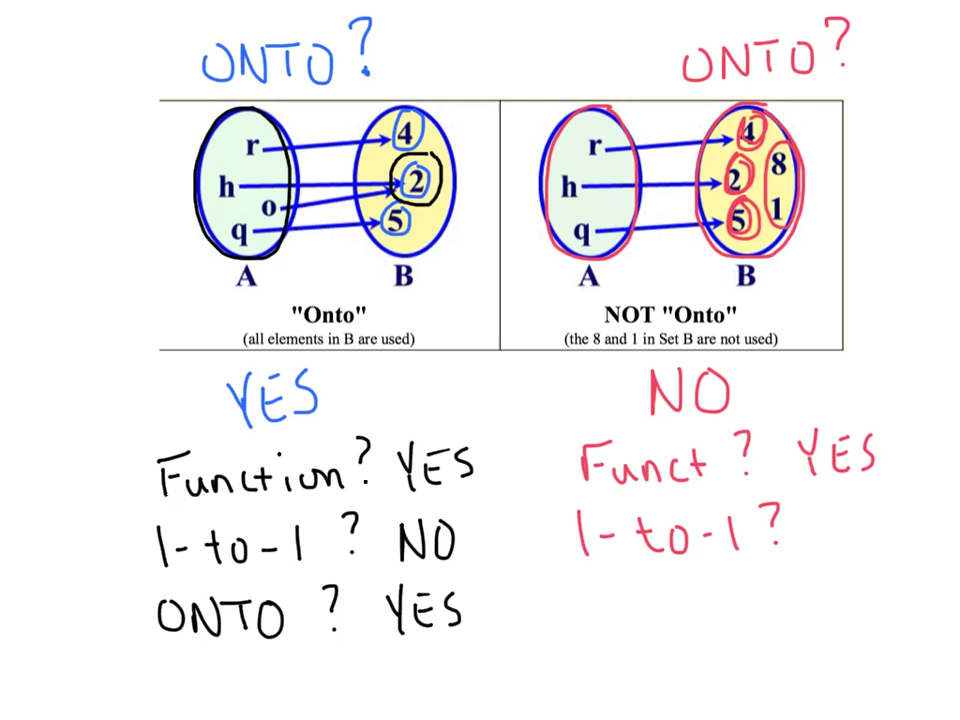 ONTO? ONTO?
r 4 r 4
8
h 2 h 2
o
q 5 q 5 1
A B A B
"Onto" NOT "Onto"
(all elements in B are used) (the 8 and 1 in Set B are not used)
YES NO
Function? YES Funct? YES
1-to-1? NO 1-to-1?
ONTO? YES